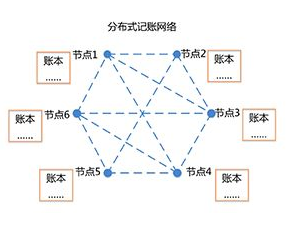 分布式记账网络
节点1
节点2
账本
......
账本
......
节点6
节点3
账本
......
账本
......
节点5
节点4
账本
......
账本
......